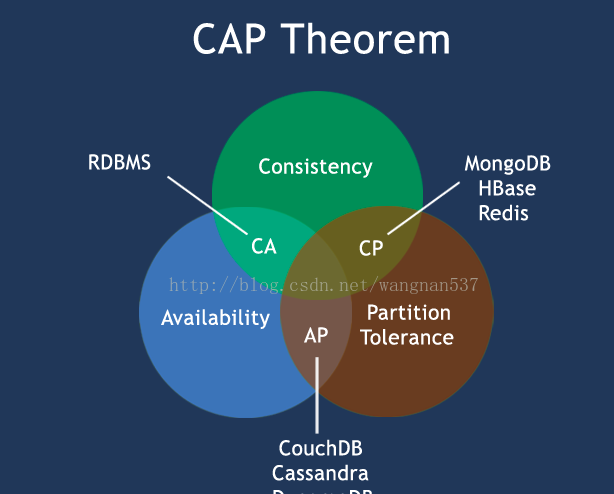 CAP Theorem
RDBMS
Consistency
MongoDB
HBase
Redis
CA
CP
http://blog.csdn.net/wangnan537
Availability
Partition
Tolerance
AP
CouchDB
Cassandra